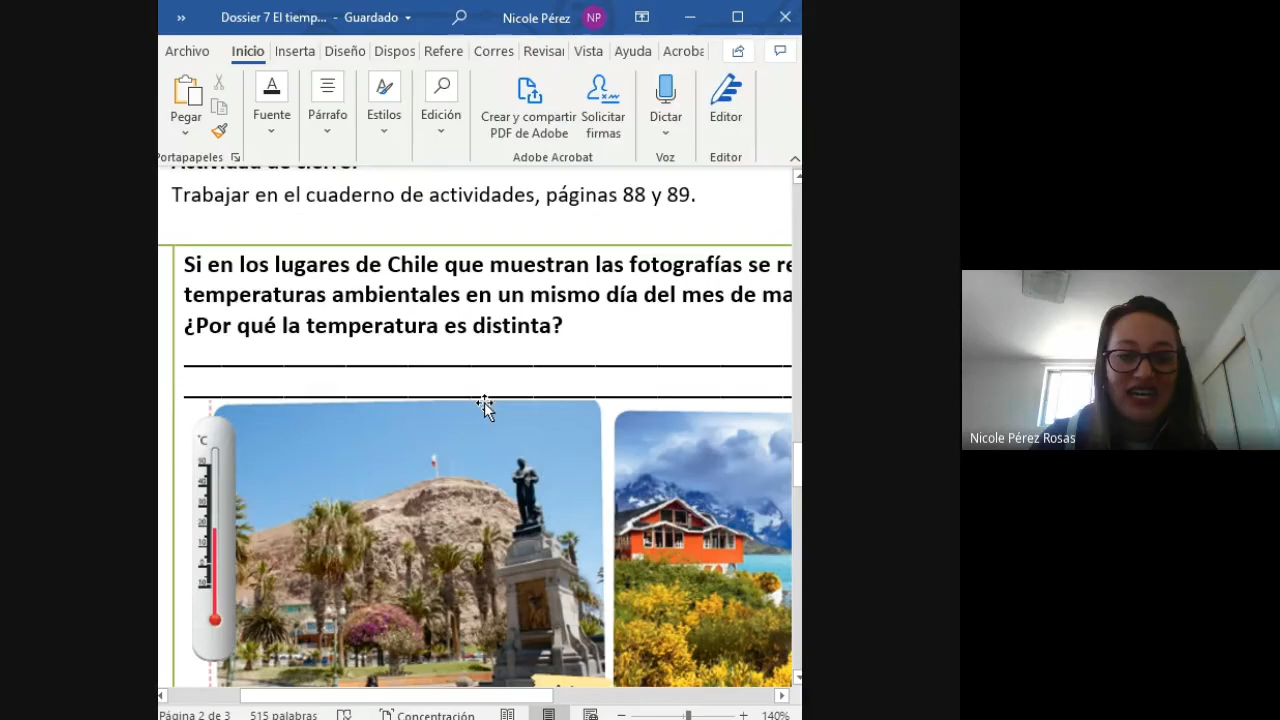 Dossier 7 El tiemp... - Guardado
Nicole Pérez NP
Archivo Inicio Inserta Diseño Dispos Refere Corres Revisar Vista Ayuda Acroba
Pegar Fuente Párrafo Estilos Edición Crear y compartir PDF de Adobe Solicitar firmas Dictar Editor
Portapapeles Adobe Acrobat Voz Editor
Trabajar en el cuaderno de actividades, páginas 88 y 89.
Si en los lugares de Chile que muestran las fotografías se re
temperaturas ambientales en un mismo día del mes de ma
¿Por qué la temperatura es distinta?
°C
Nicole Pérez Rosas
Página 2 de 3 515 palabras Concentración 140%